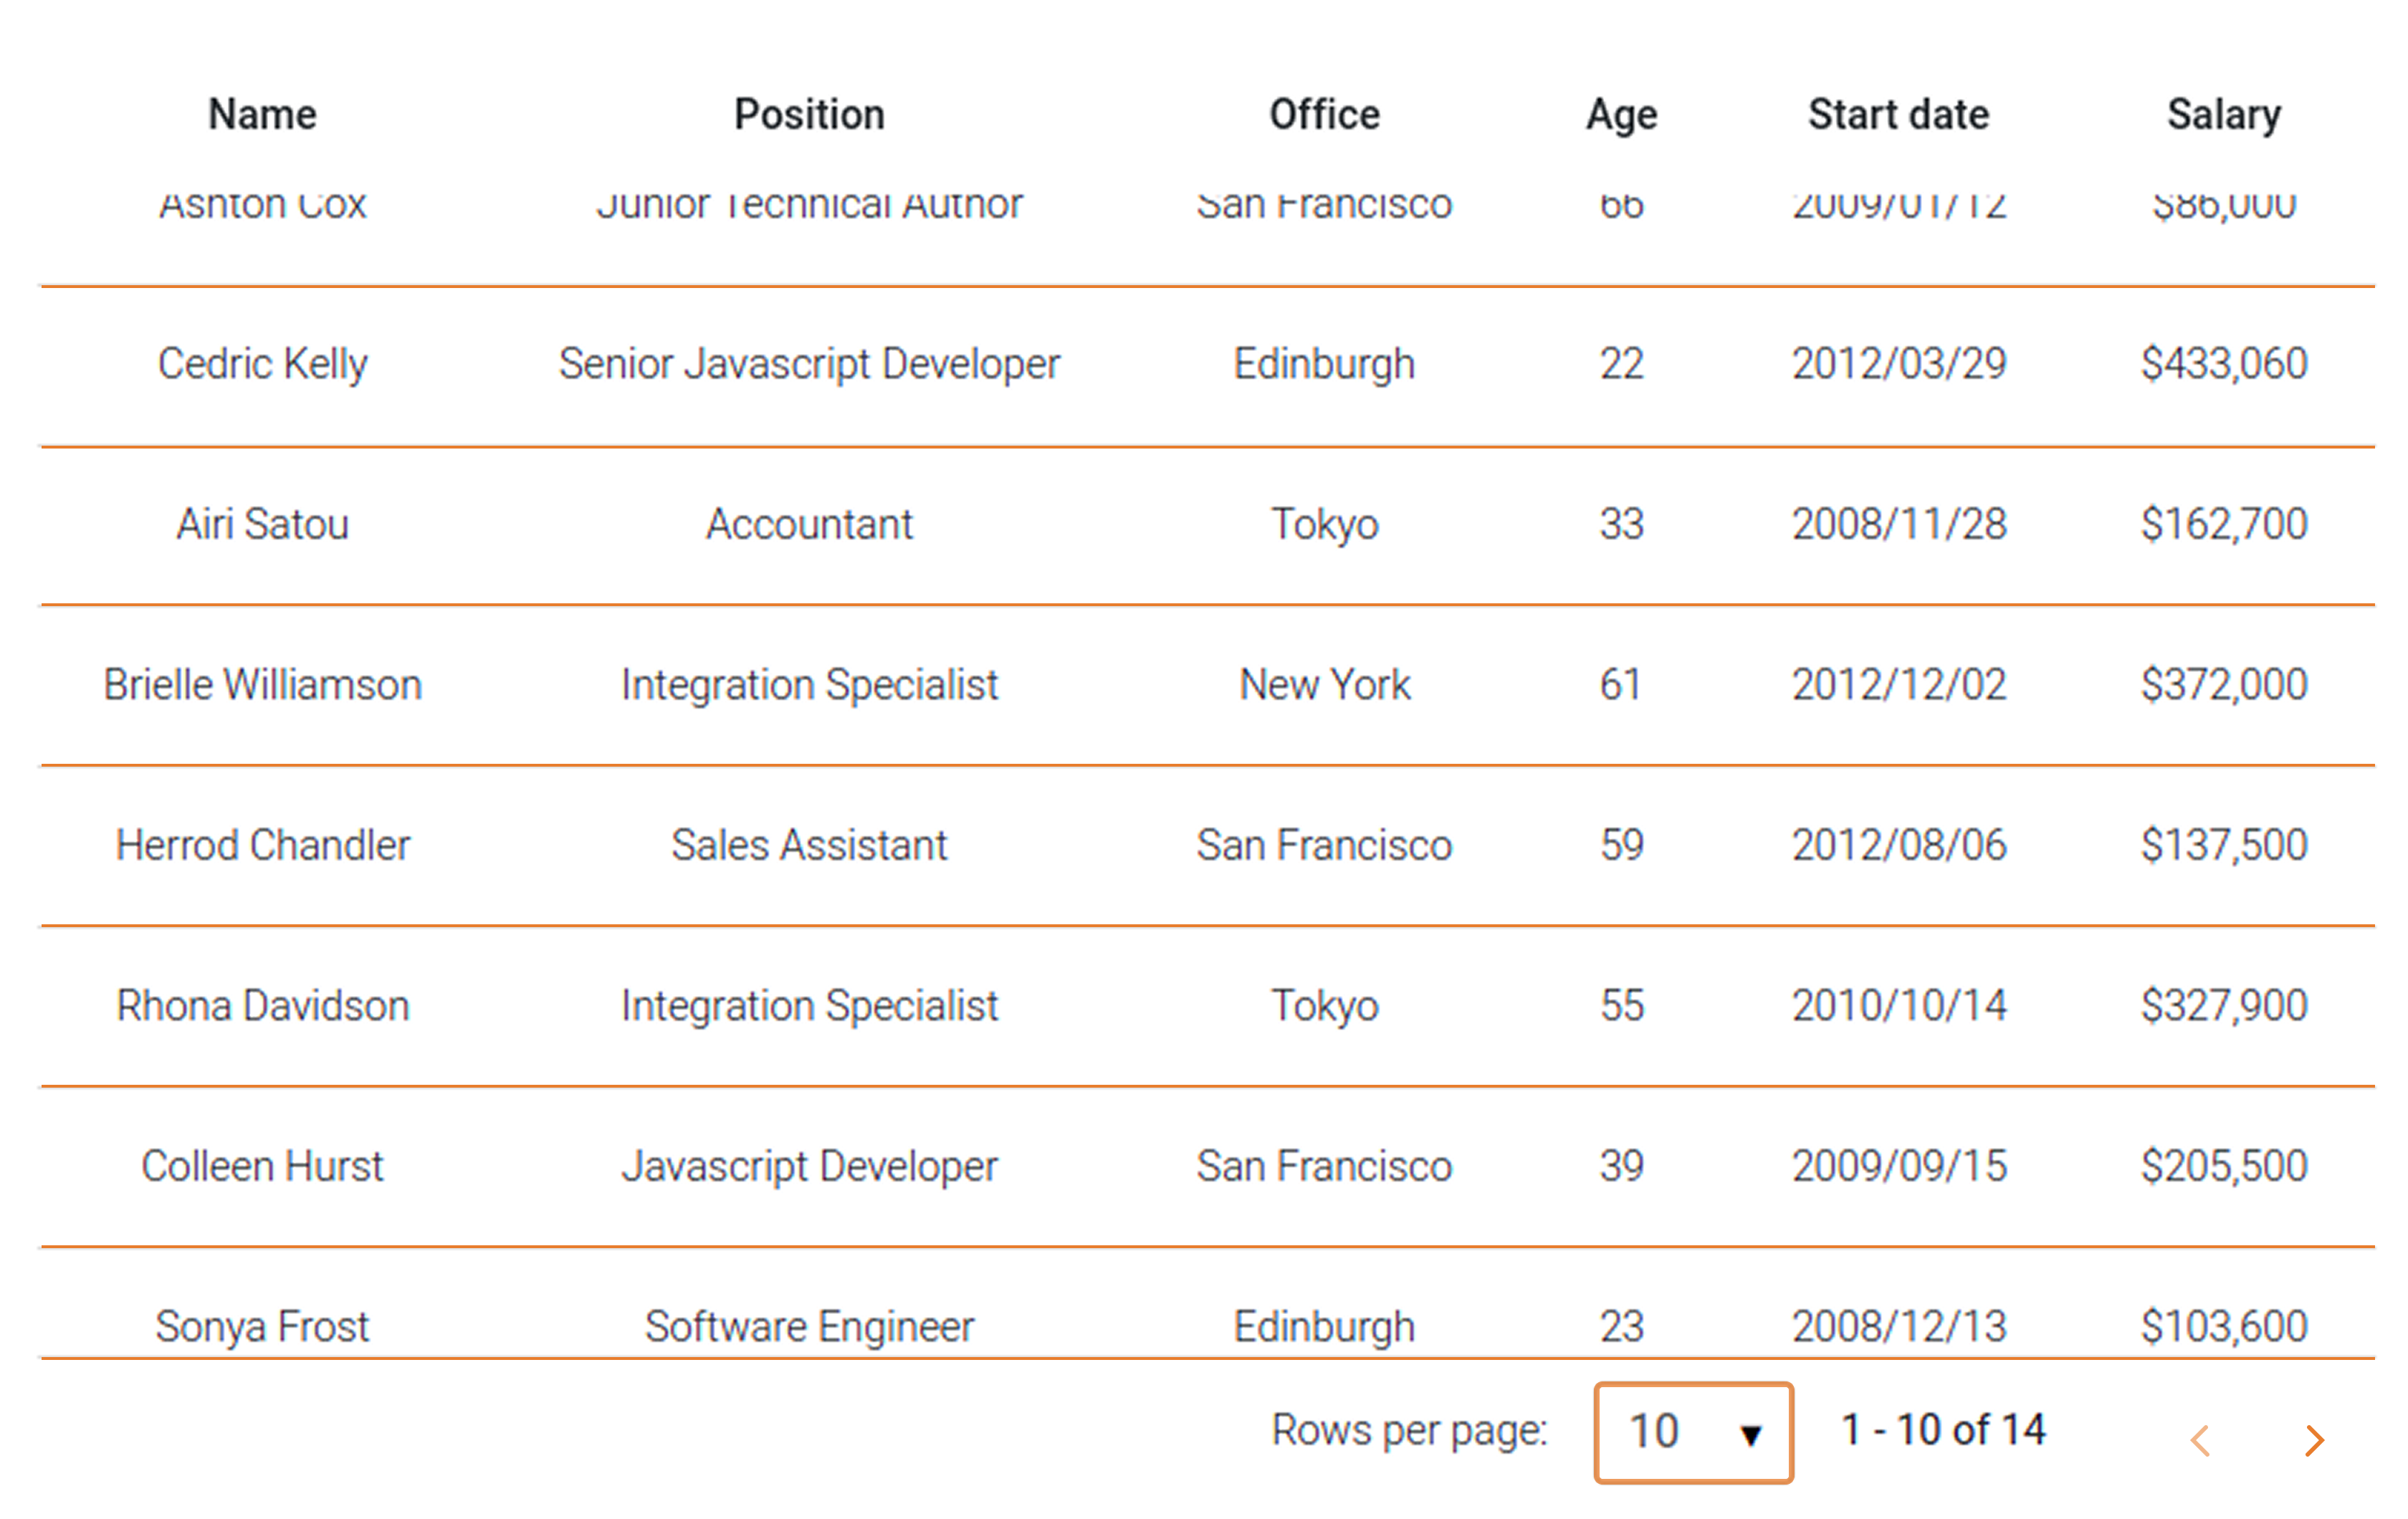 Name Position Office Age Start date Salary
Ashton Cox Junior Technical Author San Francisco 66 2009/01/12 $86,000
Cedric Kelly Senior Javascript Developer Edinburgh 22 2012/03/29 $433,060
Airi Satou Accountant Tokyo 33 2008/11/28 $162,700
Brielle Williamson Integration Specialist New York 61 2012/12/02 $372,000
Herrod Chandler Sales Assistant San Francisco 59 2012/08/06 $137,500
Rhona Davidson Integration Specialist Tokyo 55 2010/10/14 $327,900
Colleen Hurst Javascript Developer San Francisco 39 2009/09/15 $205,500
Sonya Frost Software Engineer Edinburgh 23 2008/12/13 $103,600
Rows per page: 10 1 - 10 of 14